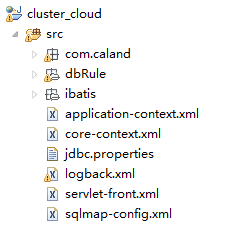 cluster_cloud
src
com.caland
dbRule
ibatis
application-context.xml
core-context.xml
jdbc.properties
logback.xml
servlet-front.xml
sqlmap-config.xml